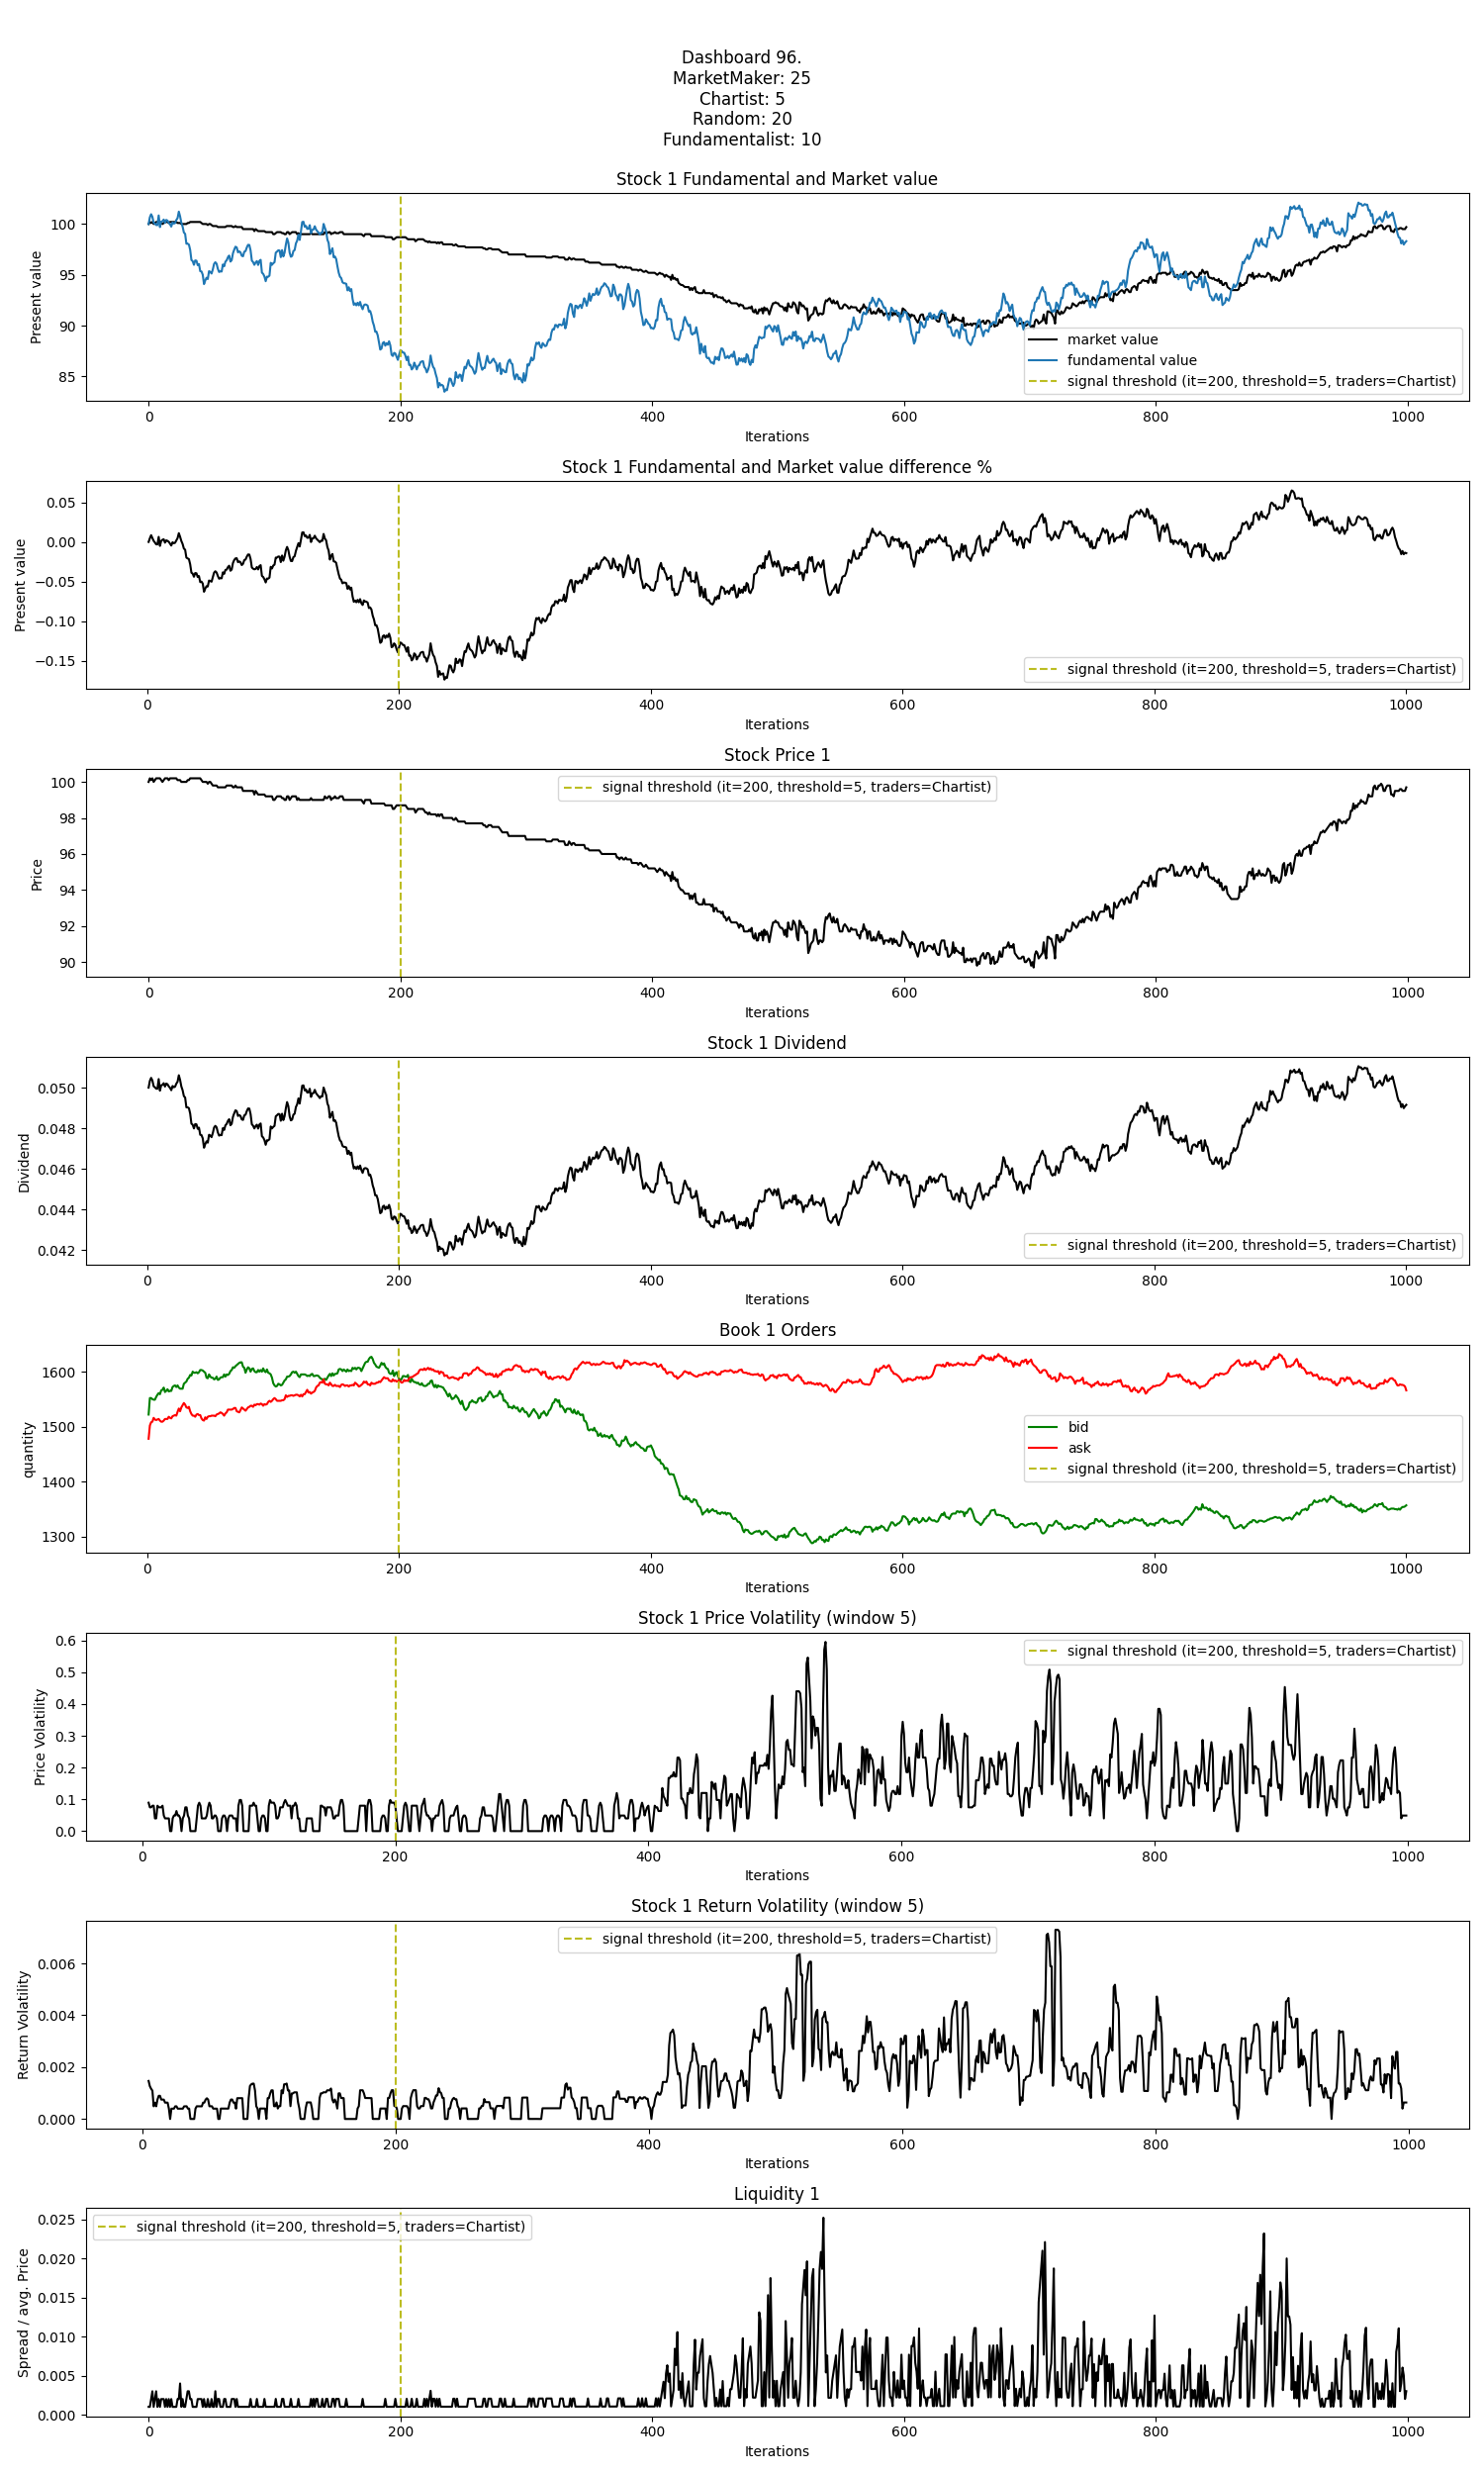 Dashboard 96.
MarketMaker: 25
Chartist: 5
Random: 20
Fundamentalist: 10
Stock 1 Fundamental and Market value
Present value
100
95
90
85
market value
fundamental value
signal threshold (it=200, threshold=5, traders=Chartist)
0 200 400 600 800 1000
Iterations
Stock 1 Fundamental and Market value difference %
Present value
0.05
0.00
−0.05
−0.10
−0.15
signal threshold (it=200, threshold=5, traders=Chartist)
0 200 400 600 800 1000
Iterations
Stock Price 1
Price
100
98
96
94
92
90
signal threshold (it=200, threshold=5, traders=Chartist)
0 200 400 600 800 1000
Iterations
Stock 1 Dividend
Dividend
0.050
0.048
0.046
0.044
0.042
signal threshold (it=200, threshold=5, traders=Chartist)
0 200 400 600 800 1000
Iterations
Book 1 Orders
quantity
1600
1500
1400
1300
bid
ask
signal threshold (it=200, threshold=5, traders=Chartist)
0 200 400 600 800 1000
Iterations
Stock 1 Price Volatility (window 5)
Price Volatility
0.6
0.5
0.4
0.3
0.2
0.1
0.0
signal threshold (it=200, threshold=5, traders=Chartist)
0 200 400 600 800 1000
Iterations
Stock 1 Return Volatility (window 5)
Return Volatility
0.006
0.004
0.002
0.000
signal threshold (it=200, threshold=5, traders=Chartist)
0 200 400 600 800 1000
Iterations
Liquidity 1
Spread / avg. Price
0.025
0.020
0.015
0.010
0.005
0.000
signal threshold (it=200, threshold=5, traders=Chartist)
0 200 400 600 800 1000
Iterations